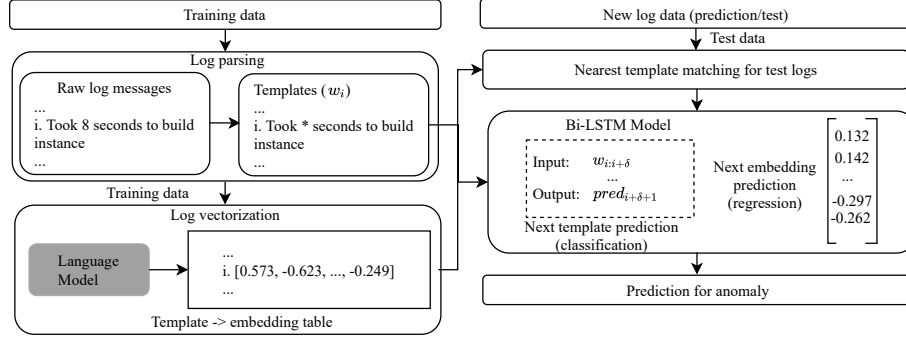 Training data
Log parsing
Raw log messages
...
i. Took 8 seconds to build
instance
...
Templates (w_i)
...
i. Took * seconds to build
instance
...
Training data
Log vectorization
Language
Model
...
i. [0.573, -0.623, ..., -0.249]
...
Template -> embedding table
New log data (prediction/test)
Test data
Nearest template matching for test logs
Bi-LSTM Model
Input: w_{i:i+δ}
...
Output: pred_{i+δ+1}
Next template prediction
(classification)
Next embedding
prediction
(regression)
0.132
0.142
...
-0.297
-0.262
Prediction for anomaly